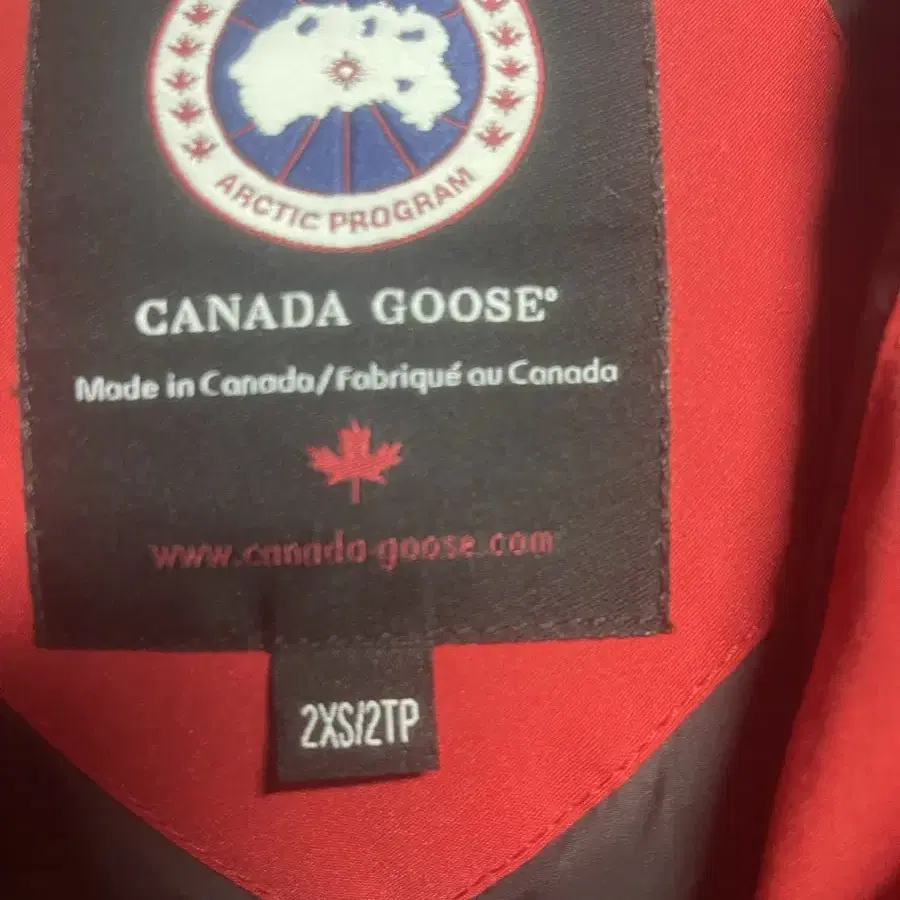 ARCTIC PROGRAM
CANADA GOOSE®
Made in Canada/Fabriqué au Canada
www.canada-goose.com
2XS/2TP